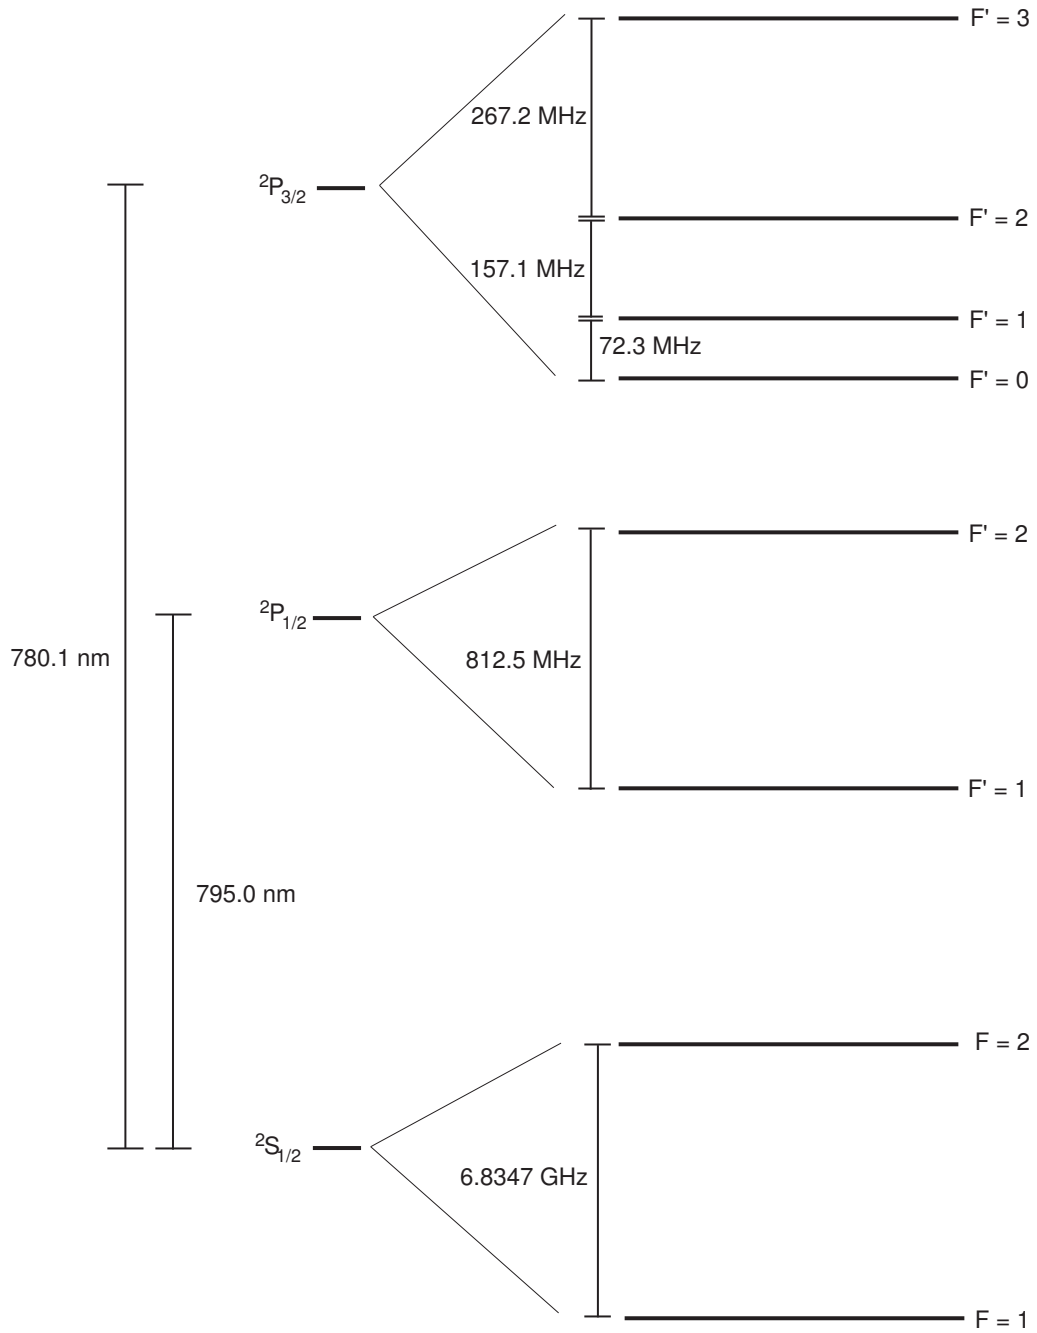 F' = 3
267.2 MHz
²P₃/₂
F' = 2
157.1 MHz
F' = 1
72.3 MHz
F' = 0
F' = 2
²P₁/₂
780.1 nm
812.5 MHz
F' = 1
795.0 nm
F = 2
²S₁/₂
6.8347 GHz
F = 1